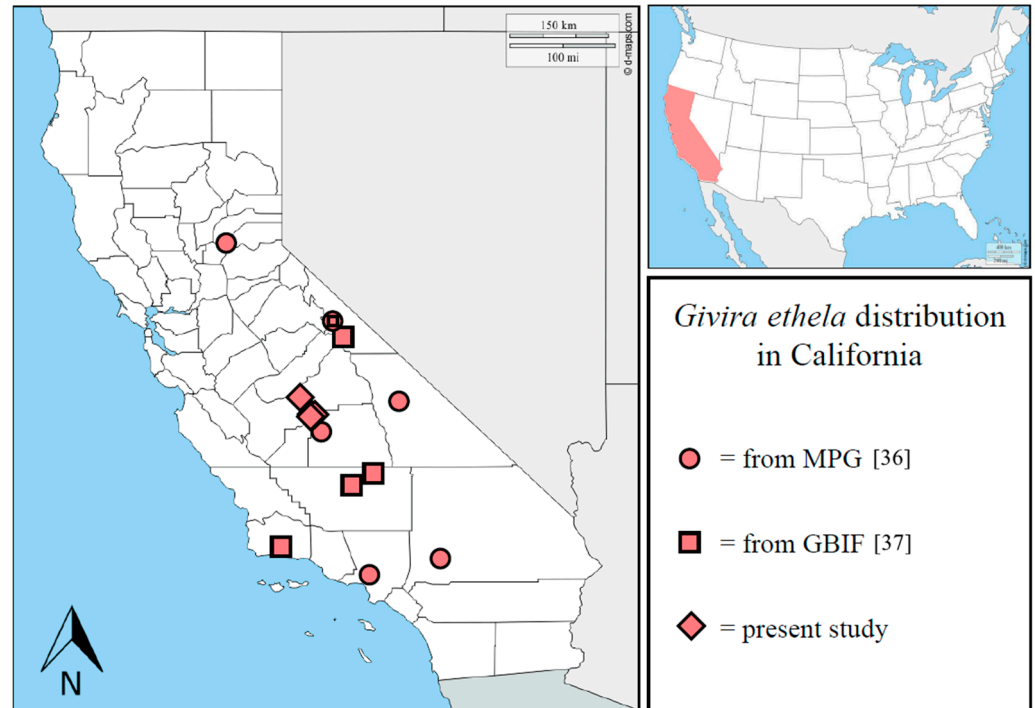 150 km
100 mi
© d-maps.com
N
Givira ethela distribution
in California
= from MPG [36]
= from GBIF [37]
= present study